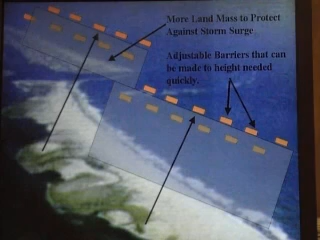 More Land Mass to Protect
Against Storm Surge
Adjustable Barriers that can
be made to height needed
quickly.